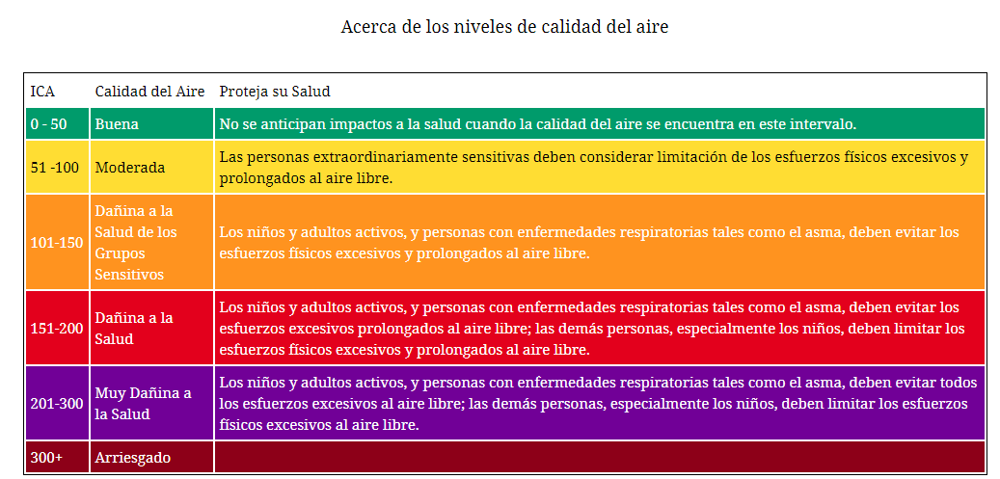 Acerca de los niveles de calidad del aire
ICA Calidad del Aire Proteja su Salud
0 - 50 Buena No se anticipan impactos a la salud cuando la calidad del aire se encuentra en este intervalo.
51 -100 Moderada Las personas extraordinariamente sensitivas deben considerar limitación de los esfuerzos físicos excesivos y
prolongados al aire libre.
101-150
Dañina a la
Salud de los
Grupos
Sensitivos
Los niños y adultos activos, y personas con enfermedades respiratorias tales como el asma, deben evitar los
esfuerzos físicos excesivos y prolongados al aire libre.
151-200
Dañina a la
Salud
Los niños y adultos activos, y personas con enfermedades respiratorias tales como el asma, deben evitar los
esfuerzos excesivos prolongados al aire libre; las demás personas, especialmente los niños, deben limitar los
esfuerzos físicos excesivos y prolongados al aire libre.
201-300
Muy Dañina a
la Salud
Los niños y adultos activos, y personas con enfermedades respiratorias tales como el asma, deben evitar todos
los esfuerzos excesivos al aire libre; las demás personas, especialmente los niños, deben limitar los esfuerzos
físicos excesivos al aire libre.
300+ Arriesgado